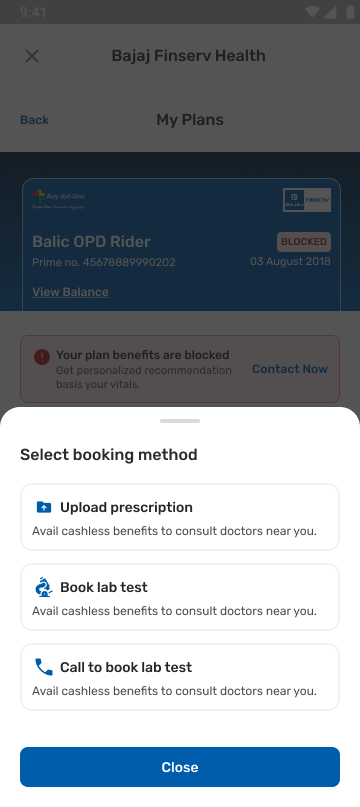 9:41
Bajaj Finserv Health
Back
My Plans
BAJAJ
FINSERV
Balic OPD Rider
BLOCKED
Prime no. 45678889990202
03 August 2018
View Balance
Your plan benefits are blocked
Get personalized recommendation
basis your vitals.
Contact Now
Select booking method
Upload prescription
Avail cashless benefits to consult doctors near you.
Book lab test
Avail cashless benefits to consult doctors near you.
Call to book lab test
Avail cashless benefits to consult doctors near you.
Close